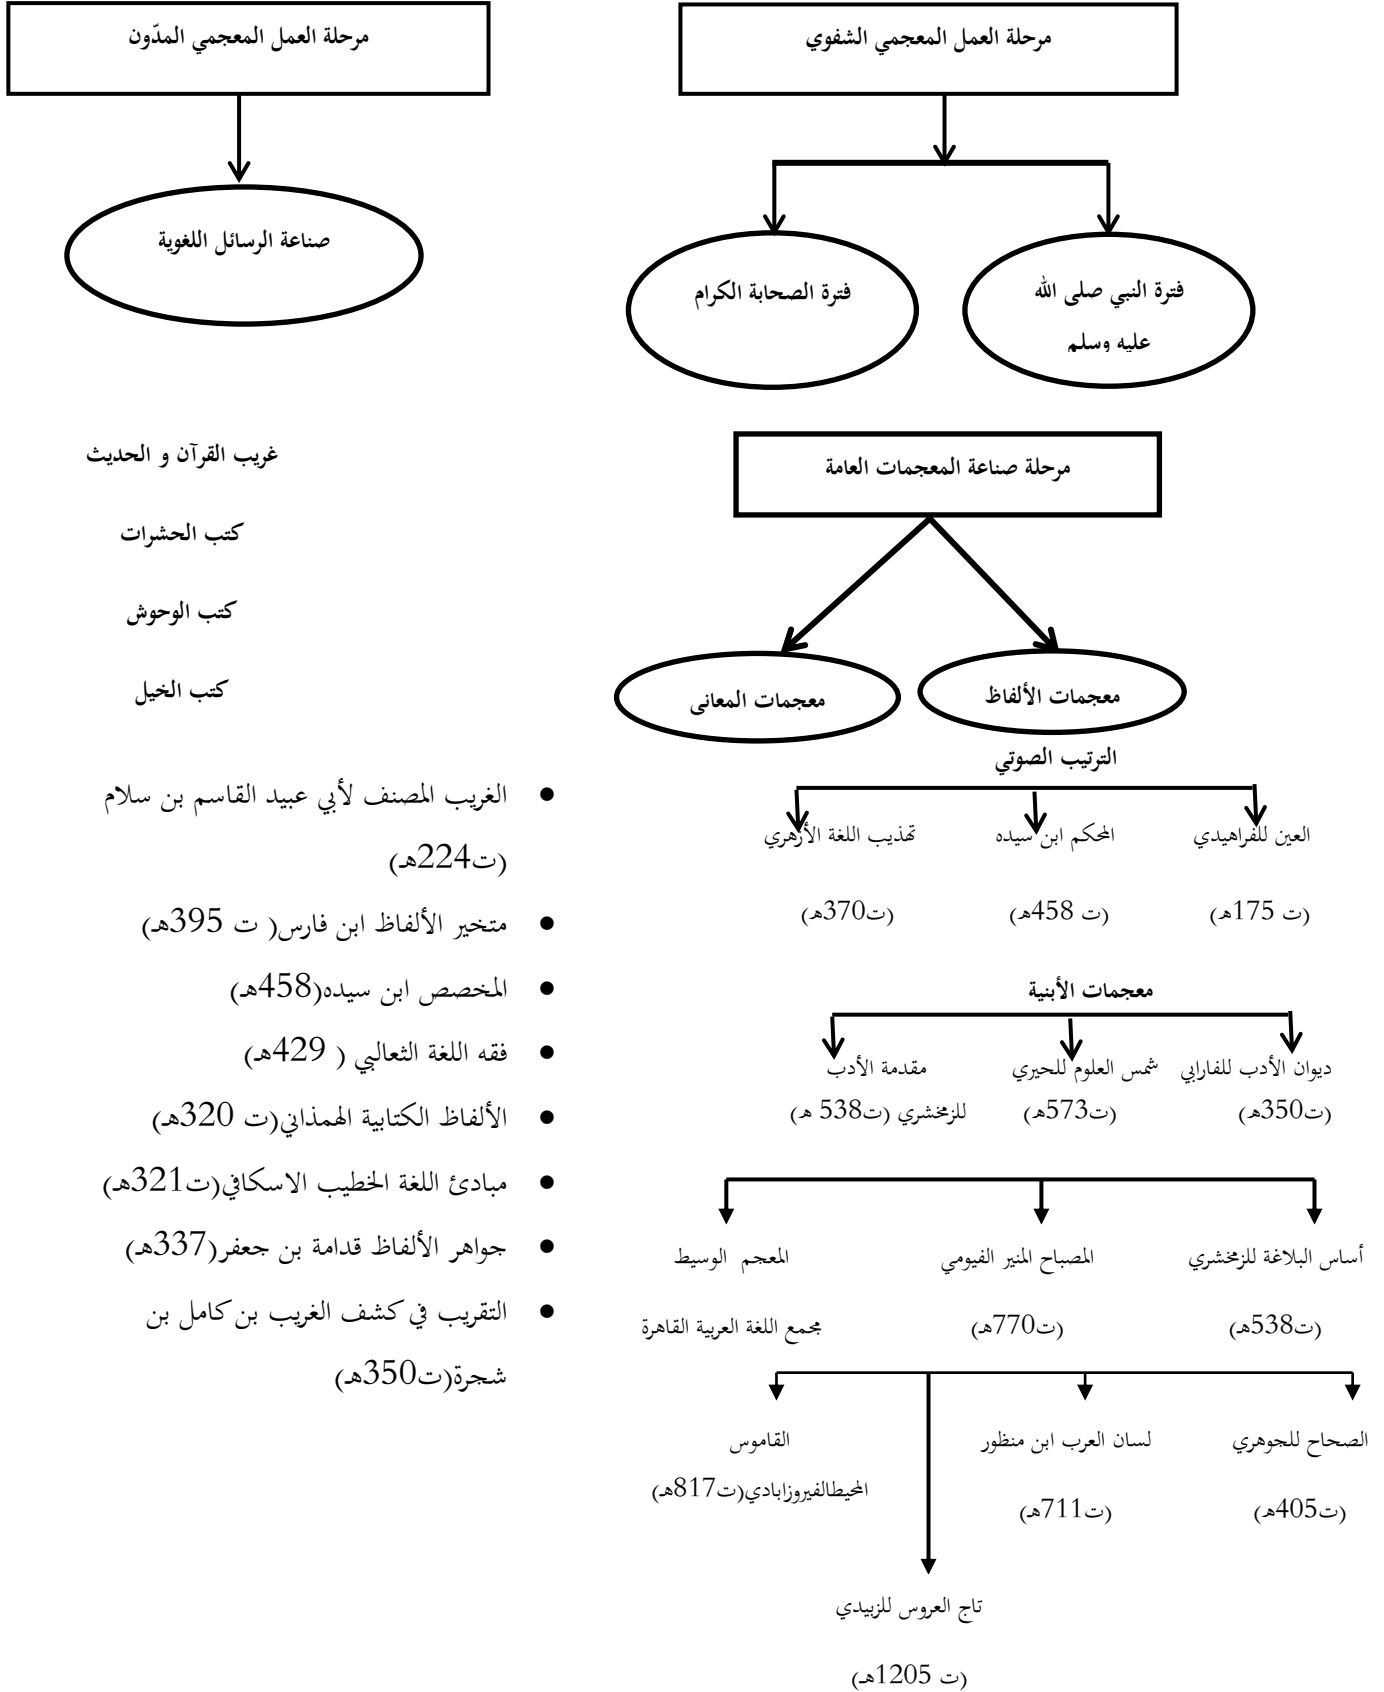 مرحلة العمل المعجمي الشفوي
مرحلة العمل المعجمي المدّون
فترة النبي صلى الله
عليه وسلم
فترة الصحابة الكرام
صناعة الرسائل اللغوية
غريب القرآن و الحديث
كتب الحشرات
كتب الوحوش
كتب الخيل
مرحلة صناعة المعجمات العامة
معجمات الألفاظ
معجمات المعانى
الترتيب الصوتي
العين للفراهيدي
(ت 175هـ)
المحكم ابن سيده
(ت 458هـ)
تهذيب اللغة الأزهري
(ت370هـ)
معجمات الأبنية
ديوان الأدب للفارابي
(ت350هـ)
شمس العلوم للحيري
(ت573هـ)
مقدمة الأدب
للزمخشري (ت538 هـ)
أساس البلاغة للزمخشري
(ت538هـ)
المصباح المنير الفيومي
(ت770هـ)
المعجم الوسيط
مجمع اللغة العربية القاهرة
الصحاح للجوهري
(ت405هـ)
لسان العرب ابن منظور
(ت711هـ)
القاموس
المحيطالفيروزابادي(ت817هـ)
تاج العروس للزبيدي
(ت 1205هـ)
• الغريب المصنف لأبي عبيد القاسم بن سلام
(ت224هـ)
• متخير الألفاظ ابن فارس( ت 395هـ)
• المخصص ابن سيده(458هـ)
• فقه اللغة الثعالبي ( 429هـ)
• الألفاظ الكتابية الهمذاني(ت 320هـ)
• مبادئ اللغة الخطيب الاسكافي(ت321هـ)
• جواهر الألفاظ قدامة بن جعفر(337هـ)
• التقريب في كشف الغريب بن كامل بن
شجرة(ت350هـ)